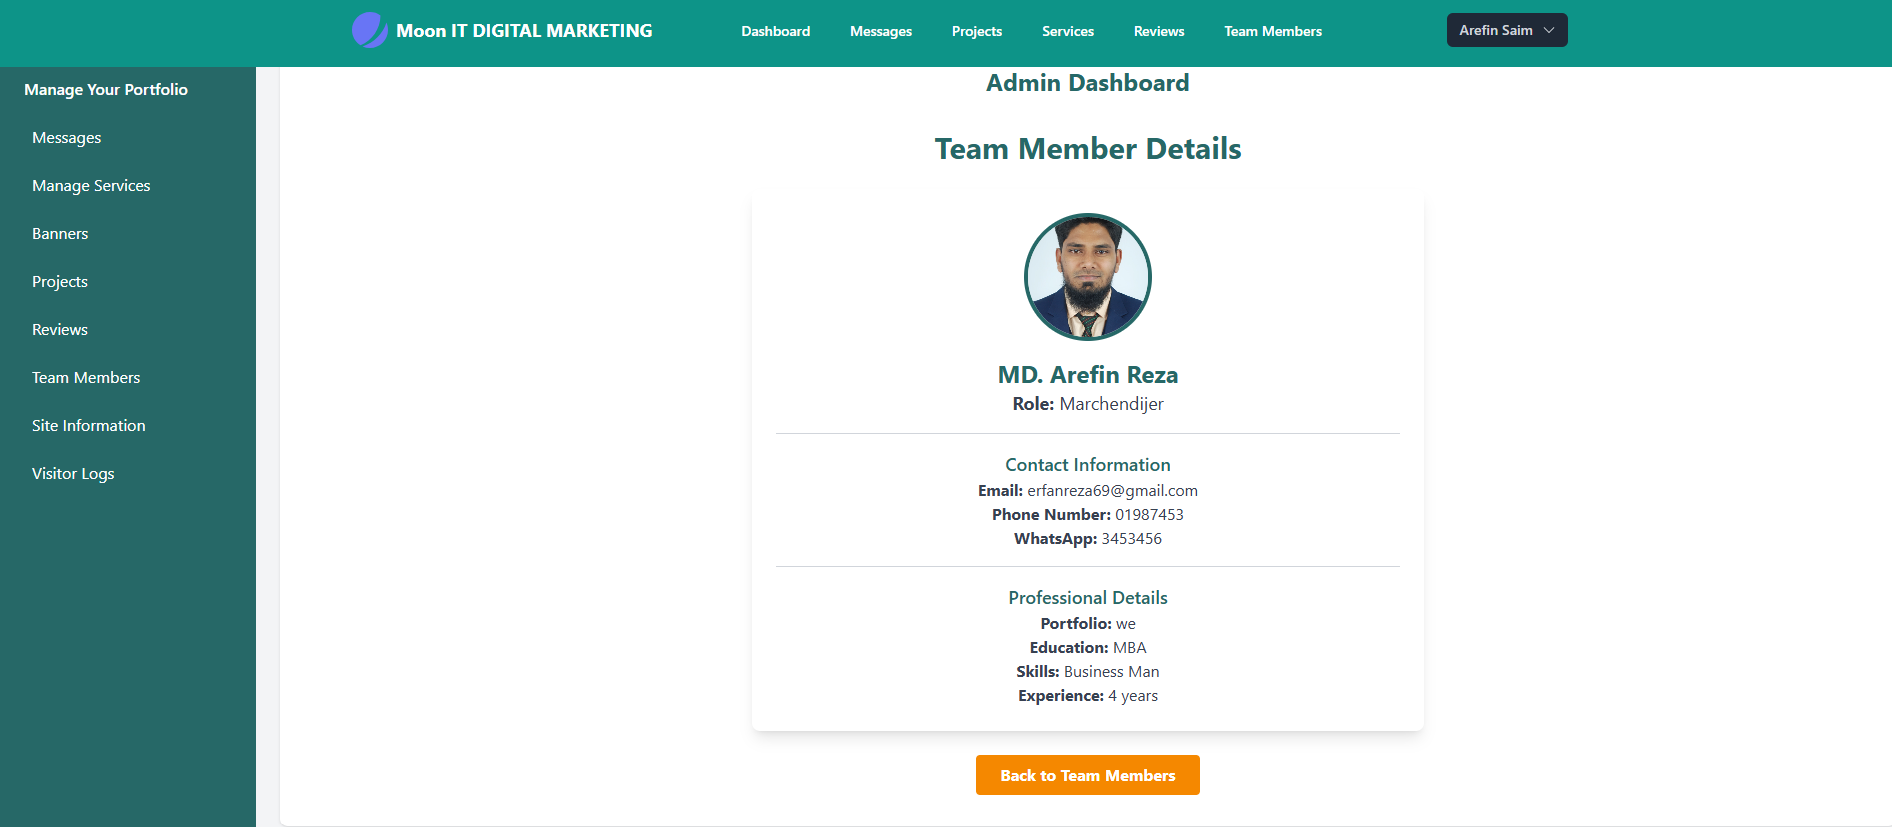 Moon IT DIGITAL MARKETING
Dashboard
Messages
Projects
Services
Reviews
Team Members
Arefin Saim
Manage Your Portfolio
Messages
Manage Services
Banners
Projects
Reviews
Team Members
Site Information
Visitor Logs
Admin Dashboard
Team Member Details
MD. Arefin Reza
Role: Marchendijer
Contact Information
Email: erfanreza69@gmail.com
Phone Number: 01987453
WhatsApp: 3453456
Professional Details
Portfolio: we
Education: MBA
Skills: Business Man
Experience: 4 years
Back to Team Members